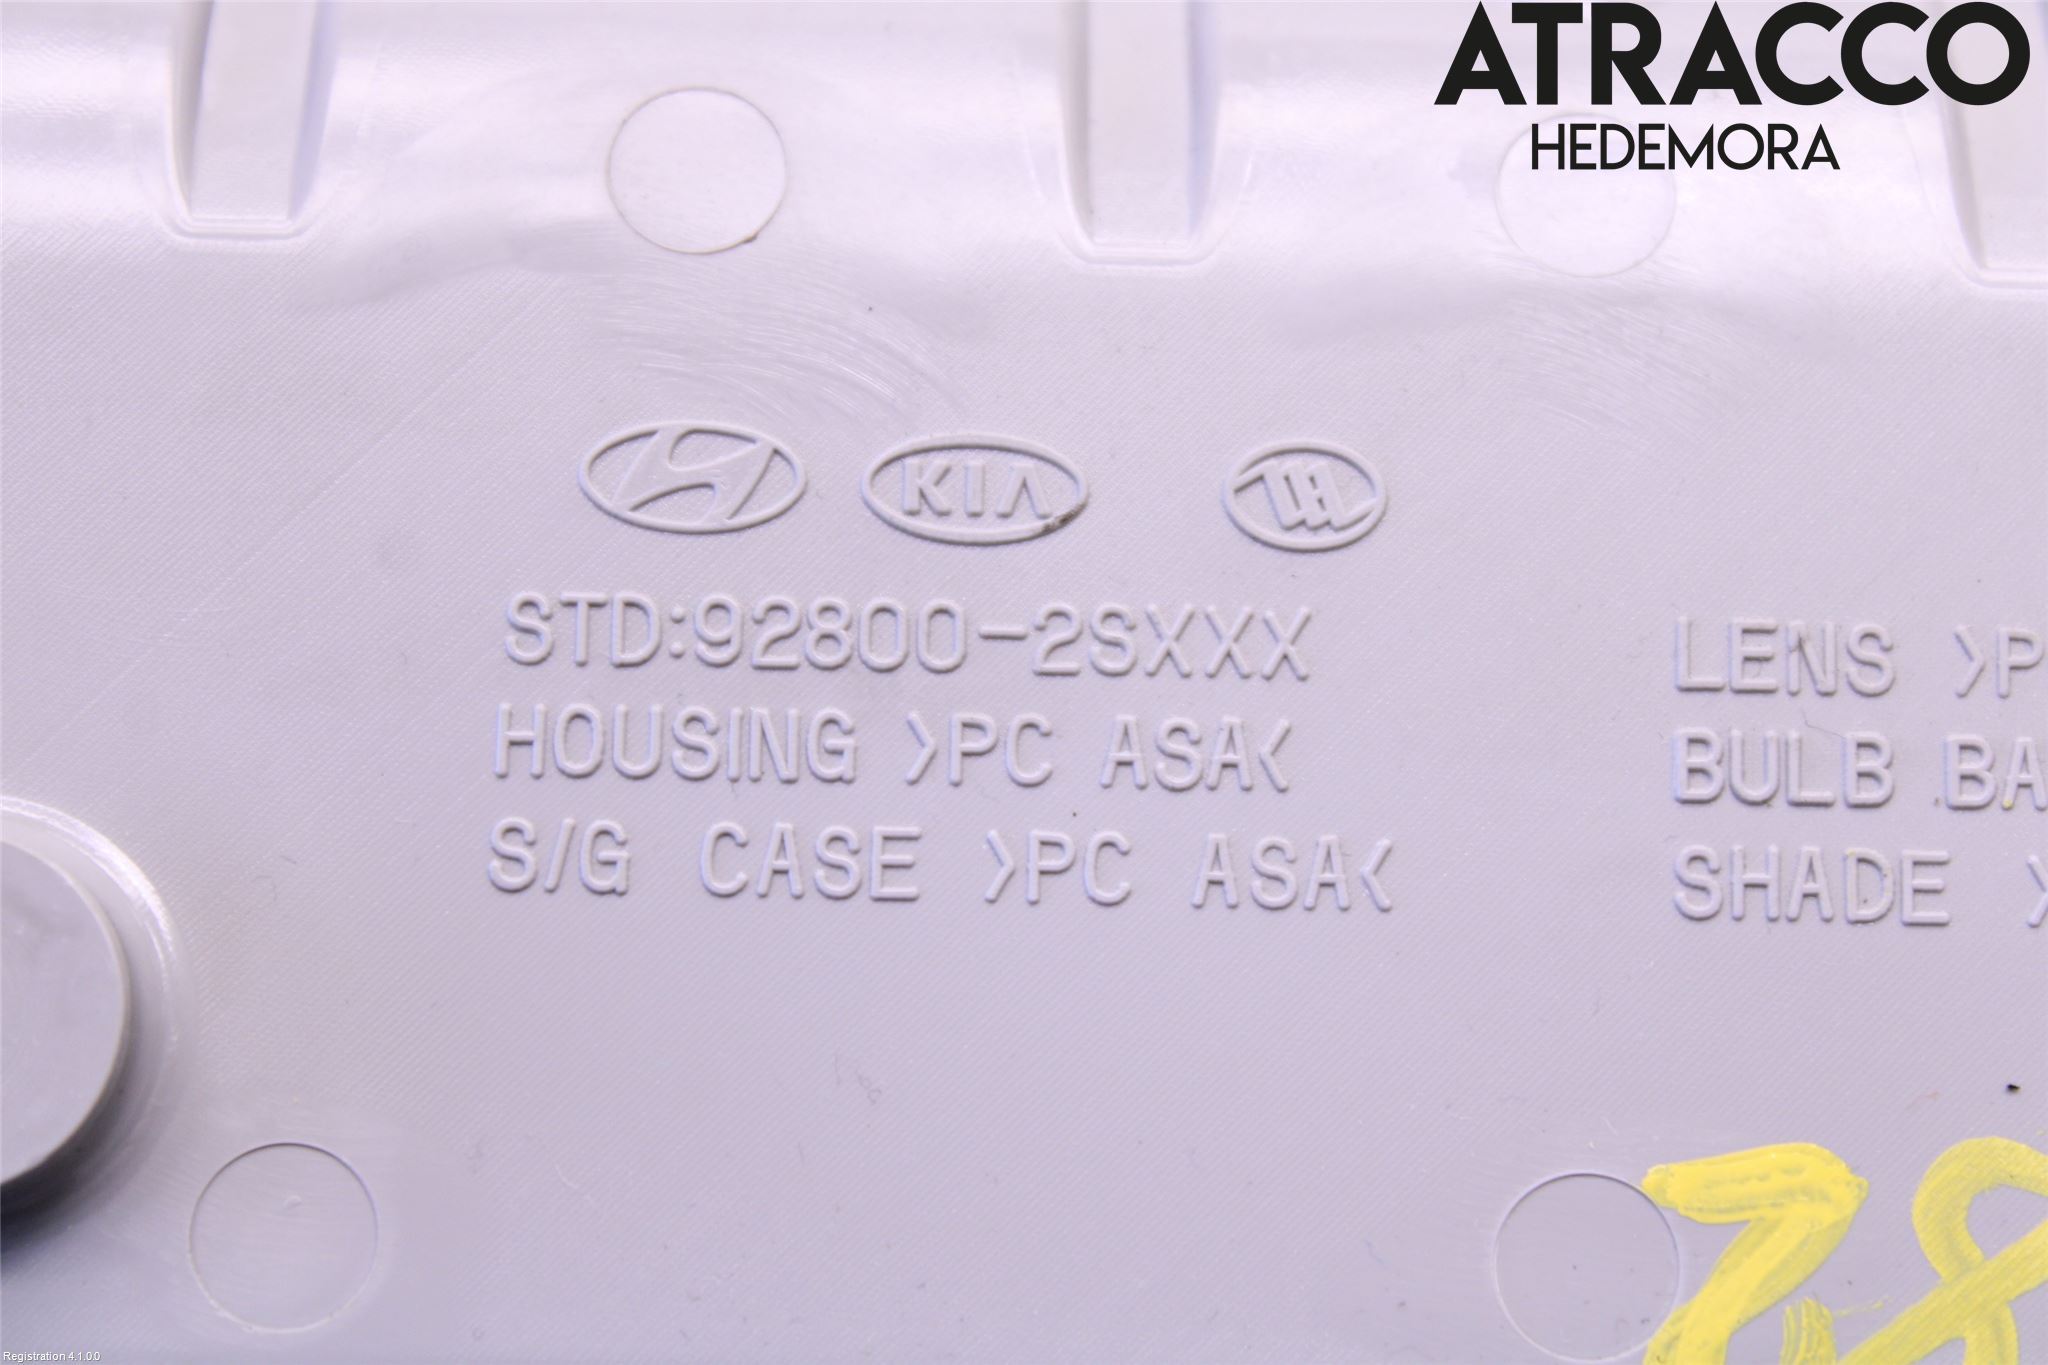 ATRACCO
HEDEMORA
KIA
STD:92800-2SXXX
HOUSING >PC ASA<
S/G CASE >PC ASA<
LENS >P
BULB BA
SHADE >
Registration 4.1.0.0